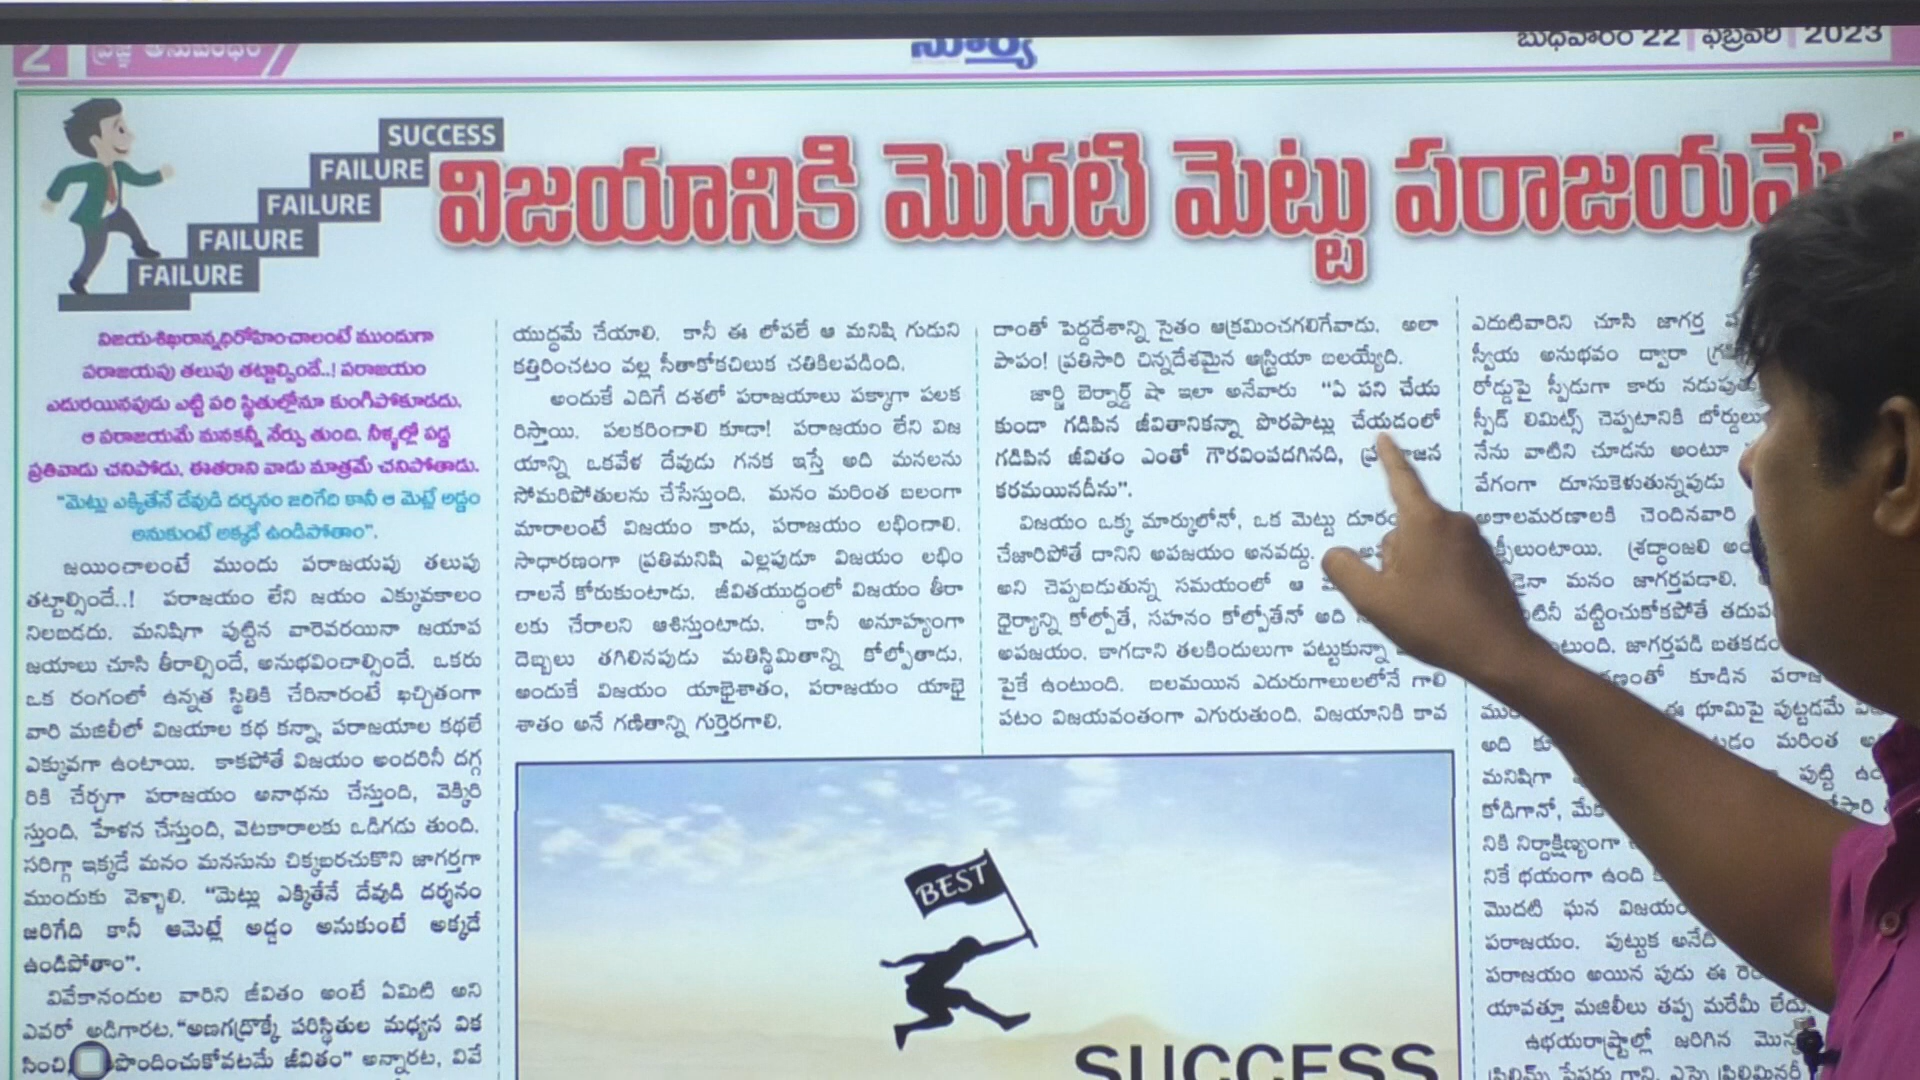 2
ప్రజ్ఞ అనుబంధం
సూర్య
బుధవారం 22 | ఫిబ్రవరి | 2023
SUCCESS
FAILURE
FAILURE
FAILURE
FAILURE
విజయానికి మొదటి మెట్టు పరాజయమే
విజయశిఖరాన్నధిరోహించాలంటే ముందుగా
పరాజయపు తలుపు తట్టాల్సిందే..! పరాజయం
ఎదురయినపుడు ఎట్టి పరి స్థితుల్లోనూ కుంగిపోకూడదు.
ఆ పరాజయమే మనకన్నీ నేర్పు తుంది. నీళ్ళల్లో పడ్డ
ప్రతివాడు చనిపోడు. ఈతరాని వాడు మాత్రమే చనిపోతాడు.
“మెట్లు ఎక్కితేనే దేవుడి దర్శనం జరిగేది కానీ ఆ మెట్లే అడ్డం
అనుకుంటే అక్కడే ఉండిపోతాం”.
జయించాలంటే ముందు పరాజయపు తలుపు
తట్టాల్సిందే..! పరాజయం లేని జయం ఎక్కువకాలం
నిలబడదు. మనిషిగా పుట్టిన వారెవరయినా జయాప
జయాలు చూసి తీరాల్సిందే, అనుభవించాల్సిందే. ఒకరు
ఒక రంగంలో ఉన్నత స్థితికి చేరినారంటే ఖచ్చితంగా
వారి మజిలీలో విజయాల కథ కన్నా పరాజయాల కథలే
ఎక్కువగా ఉంటాయి. కాకపోతే విజయం అందరినీ దగ్గ
రికి చేర్చగా పరాజయం అనాథను చేస్తుంది, వెక్కిరి
స్తుంది. హేళన చేస్తుంది, వెటకారాలకు ఒడిగడు తుంది.
సరిగ్గా ఇక్కడే మనం మనసును చిక్కబరచుకొని జాగర్తగా
ముందుకు వెళ్ళాలి. “మెట్లు ఎక్కితేనే దేవుడి దర్శనం
జరిగేది కానీ ఆమెట్లే అడ్డం అనుకుంటే అక్కడే
ఉండిపోతాం”.
వివేకానందుల వారిని జీవితం అంటే ఏమిటి అని
ఎవరో అడిగారట. “అణగద్రొక్కే పరిస్థితుల మధ్యన విక
సించి, పొందించుకోవటమే జీవితం” అన్నారట, వివే
యుద్ధమే చేయాలి. కానీ ఈ లోపలే ఆ మనిషి గుడుని
కత్తిరించటం వల్ల సీతాకోకచిలుక చతికిలపడింది.
అందుకే ఎదిగే దశలో పరాజయాలు పక్కాగా పలక
రిస్తాయి. పలకరించాలి కూడా! పరాజయం లేని విజ
యాన్ని ఒకవేళ దేవుడు గనక ఇస్తే అది మనలను
సోమరిపోతులను చేసేస్తుంది. మనం మరింత బలంగా
మారాలంటే విజయం కాదు, పరాజయం లభించాలి.
సాధారణంగా ప్రతిమనిషి ఎల్లపుడూ విజయం లభిం
చాలనే కోరుకుంటాడు. జీవితయుద్ధంలో విజయం తీరా
లకు చేరాలని ఆశిస్తుంటాడు. కానీ అనూహ్యంగా
దెబ్బలు తగిలినపుడు మతిస్థిమితాన్ని కోల్పోతాడు.
అందుకే విజయం యాభైశాతం, పరాజయం యాభై
శాతం అనే గణితాన్ని గుర్తెరగాలి.
దాంతో పెద్దదేశాన్ని సైతం ఆక్రమించగలిగేవాడు. అలా
పాపం! ప్రతిసారి చిన్నదేశమైన ఆస్ట్రియా బలయ్యేది.
జార్జి బెర్నార్డ్ షా ఇలా అనేవారు “ఏ పని చేయ
కుండా గడిపిన జీవితానికన్నా పొరపాట్లు చేయడంలో
గడిపిన జీవితం ఎంతో గౌరవింపదగినది,
కరమయినదీను”.
విజయం ఒక్క మార్కులోనో, ఒక మెట్టు
చేజారిపోతే దానిని అపజయం అనవద్దు.
అని చెప్పబడుతున్న సమయంలో ఆ
ధైర్యాన్ని కోల్పోతే, సహనం కోల్పోతేనో అది
అపజయం. కాగడాని తలకిందులుగా పట్టుకున్నా
పైకే ఉంటుంది. బలమయిన ఎదురుగాలులలోనే గాలి
పటం విజయవంతంగా ఎగురుతుంది. విజయానికి కావ
ఎదుటివారిని చూసి జాగర్త
స్వీయ అనుభవం ద్వారా
రోడ్డుపై స్పీడుగా కారు
స్పీడ్ లిమిట్స్ చెప్పటానికి
నేను వాటిని చూడను అంటూ
వేగంగా దూసుకెళుతున్నపుడు
అకాలమరణాలకి చెందినవారి
శ్రద్ధాంజలి
మనం జాగర్తపడాలి.
పట్టించుకోకపోతే
జాగర్తపడి
కూడిన
ఈ భూమిపై పుట్టడమే
అది మరింత
మనిషిగా పుట్టి
కోడిగానో,
నికి నిర్దాక్షిణ్యంగా
నికే భయంగా ఉంది
మొదటి ఘన
పరాజయం. పుట్టుక అనేది
పరాజయం అయిన పుడు ఈ
యావత్తూ మజిలీలు తప్ప మరేమీ లేదు.
ఉభయరాష్ట్రాల్లో జరిగిన
BEST
SUCCESS